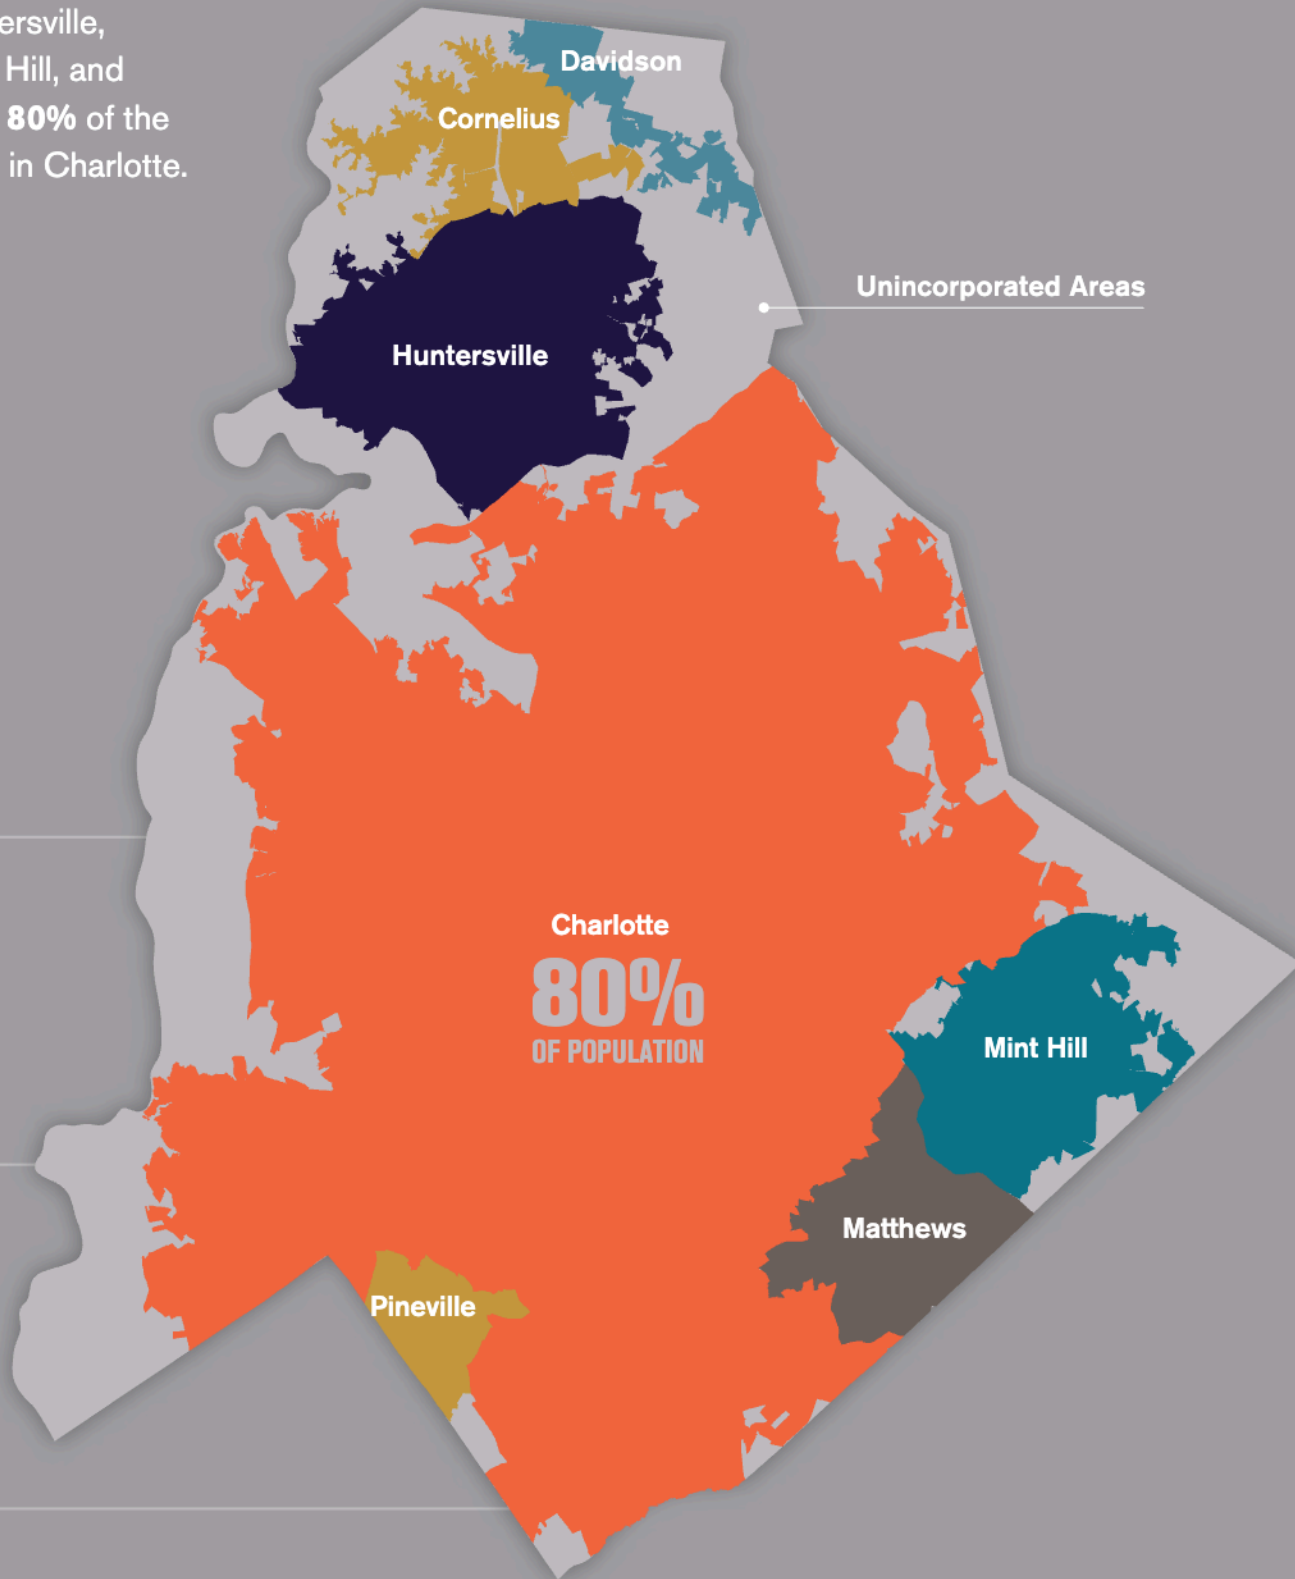 ersville,
Hill, and
80% of the
in Charlotte.
Davidson
Cornelius
Unincorporated Areas
Huntersville
Charlotte
80%
OF POPULATION
Mint Hill
Matthews
Pineville